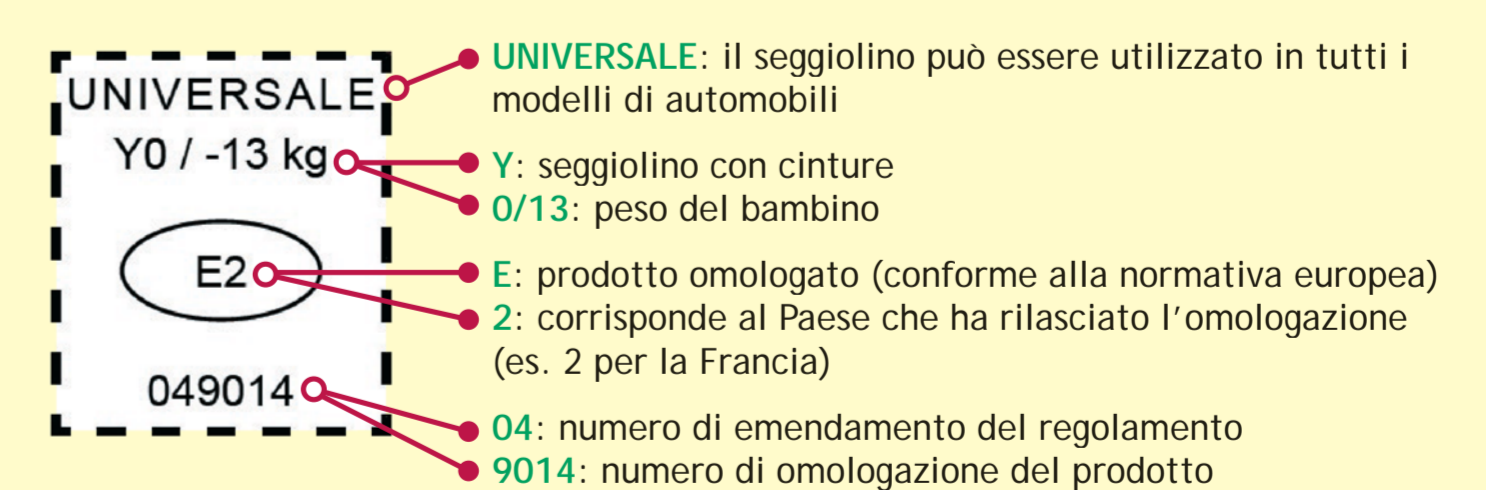 UNIVERSALE
Y0 / -13 kg
E2
049014
UNIVERSALE: il seggiolino può essere utilizzato in tutti i
modelli di automobili
Y: seggiolino con cinture
0/13: peso del bambino
E: prodotto omologato (conforme alla normativa europea)
2: corrisponde al Paese che ha rilasciato l'omologazione
(es. 2 per la Francia)
04: numero di emendamento del regolamento
9014: numero di omologazione del prodotto